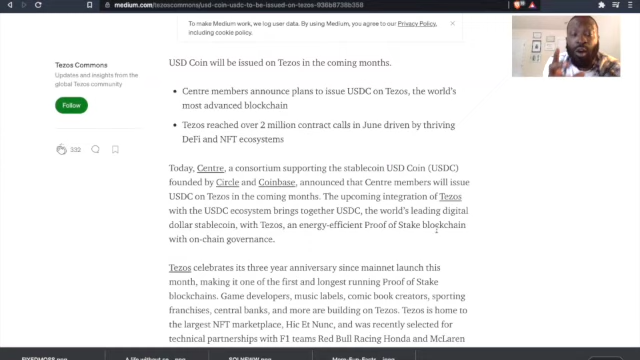 medium.com/tezoscommons/usd-coin-usdc-to-be-issued-on-tezos-936b6738b358
To make Medium work, we log user data. By using Medium, you agree to our Privacy Policy,
including cookie policy.
Tezos Commons
Updates and insights from the
global Tezos community
Follow
332
USD Coin will be issued on Tezos in the coming months.
• Centre members announce plans to issue USDC on Tezos, the world's
most advanced blockchain
• Tezos reached over 2 million contract calls in June driven by thriving
DeFi and NFT ecosystems
Today, Centre, a consortium supporting the stablecoin USD Coin (USDC)
founded by Circle and Coinbase, announced that Centre members will issue
USDC on Tezos in the coming months. The upcoming integration of Tezos
with the USDC ecosystem brings together USDC, the world's leading digital
dollar stablecoin, with Tezos, an energy-efficient Proof of Stake blockchain
with on-chain governance.
Tezos celebrates its three year anniversary since mainnet launch this
month, making it one of the first and longest running Proof of Stake
blockchains. Game developers, music labels, comic book creators, sporting
franchises, central banks, and more are building on Tezos. Tezos is home to
the largest NFT marketplace, Hic Et Nunc, and was recently selected for
technical partnerships with F1 teams Red Bull Racing Honda and McLaren